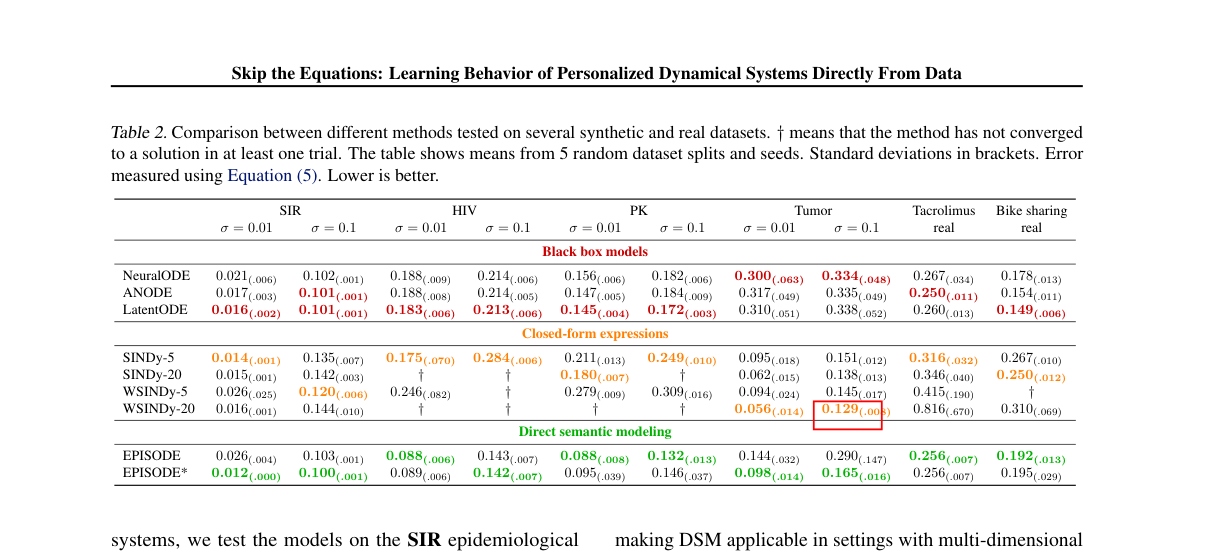 Skip the Equations: Learning Behavior of Personalized Dynamical Systems Directly From Data
Table 2. Comparison between different methods tested on several synthetic and real datasets. † means that the method has not converged
to a solution in at least one trial. The table shows means from 5 random dataset splits and seeds. Standard deviations in brackets. Error
measured using Equation (5). Lower is better.
SIR HIV PK Tumor Tacrolimus Bike sharing
σ = 0.01 σ = 0.1 σ = 0.01 σ = 0.1 σ = 0.01 σ = 0.1 σ = 0.01 σ = 0.1 real real
Black box models
NeuralODE 0.021(.006) 0.102(.001) 0.188(.009) 0.214(.006) 0.156(.006) 0.182(.006) 0.300(.063) 0.334(.048) 0.267(.034) 0.178(.013)
ANODE 0.017(.003) 0.101(.001) 0.188(.008) 0.214(.005) 0.147(.005) 0.184(.009) 0.317(.049) 0.335(.049) 0.250(.011) 0.154(.011)
LatentODE 0.016(.002) 0.101(.001) 0.183(.006) 0.213(.006) 0.145(.004) 0.172(.003) 0.310(.051) 0.338(.052) 0.260(.013) 0.149(.006)
Closed-form expressions
SINDy-5 0.014(.001) 0.135(.007) 0.175(.070) 0.284(.006) 0.211(.013) 0.249(.010) 0.095(.018) 0.151(.012) 0.316(.032) 0.267(.010)
SINDy-20 0.015(.001) 0.142(.003) † † 0.180(.007) † 0.062(.015) 0.138(.013) 0.346(.040) 0.250(.012)
WSINDy-5 0.026(.025) 0.120(.006) 0.246(.082) † 0.279(.009) 0.309(.016) 0.094(.024) 0.145(.017) 0.415(.190) †
WSINDy-20 0.016(.001) 0.144(.010) † † † † 0.056(.014) 0.129(.008) 0.816(.670) 0.310(.069)
Direct semantic modeling
EPISODE 0.026(.004) 0.103(.001) 0.088(.006) 0.143(.007) 0.088(.008) 0.132(.013) 0.144(.032) 0.290(.147) 0.256(.007) 0.192(.013)
EPISODE* 0.012(.000) 0.100(.001) 0.089(.006) 0.142(.007) 0.095(.039) 0.146(.037) 0.098(.014) 0.165(.016) 0.256(.007) 0.195(.029)
systems, we test the models on the SIR epidemiological
making DSM applicable in settings with multi-dimensional